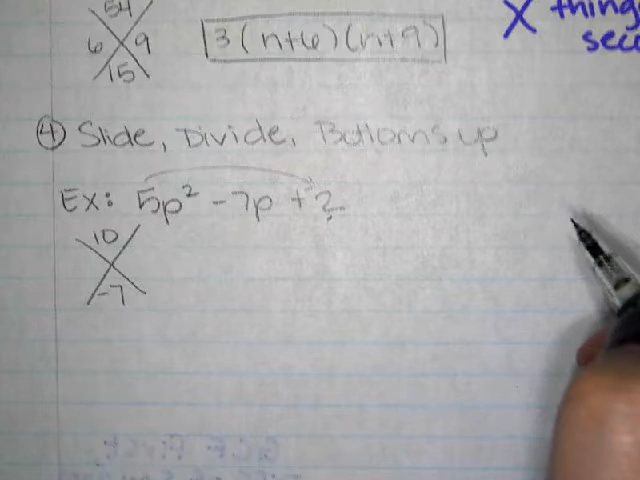 54
6 9
15
3(n+6)(n+9)
X thing
sec
④ Slide, Divide, Bottoms up
Ex: 5p² - 7p + 2
10
-7